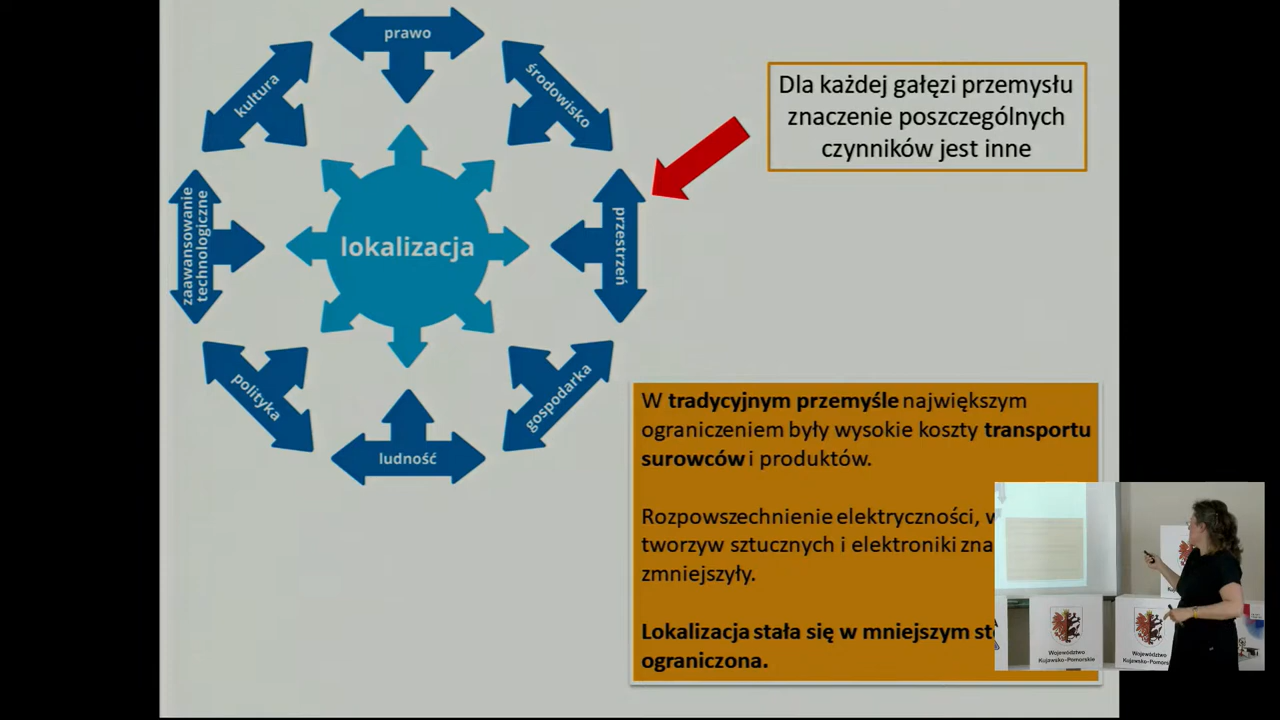 prawo
kultura
środowisko
Dla każdej gałęzi przemysłu
znaczenie poszczególnych
czynników jest inne
zaawansowanie
technologiczne
lokalizacja
przestrzeń
polityka
gospodarka
ludność
W tradycyjnym przemyśle największym
ograniczeniem były wysokie koszty transportu
surowców i produktów.
Rozpowszechnienie elektryczności,
tworzyw sztucznych i elektroniki
zmniejszyły.
Lokalizacja stała się w mniejszym
ograniczona.
Województwo
Kujawsko-Pomorskie
Województwo